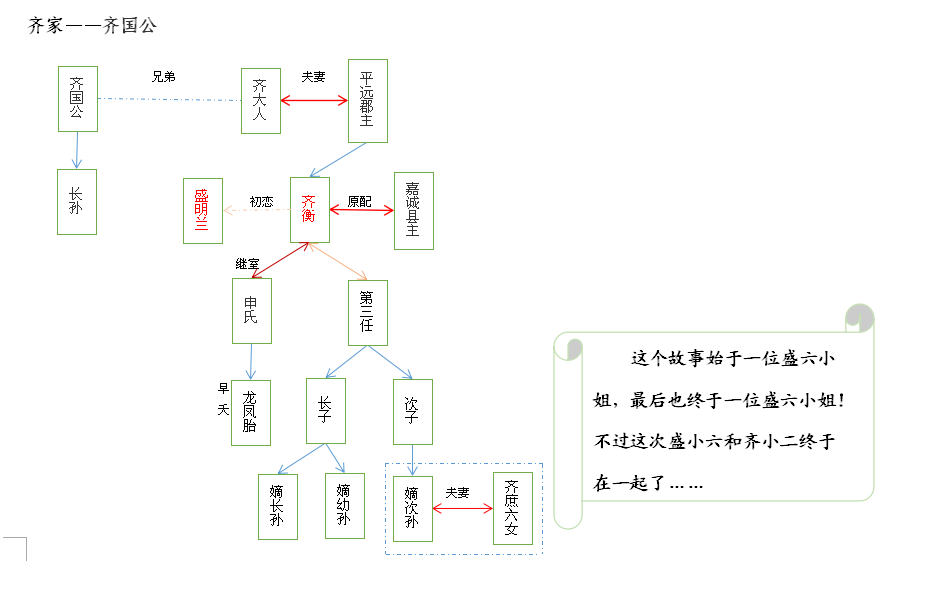 齐家——齐国公
兄弟
夫妻
齐国公
齐大人
平远郡主
长孙
盛明兰
初恋
齐衡
原配
嘉诚县主
继室
申氏
第三任
早夭
龙凤胎
长子
次子
嫡长孙
嫡幼孙
嫡次孙
夫妻
齐庶六女
这个故事始于一位盛六小
姐，最后也终于一位盛六小姐！
不过这次盛小六和齐小二终于
在一起了……